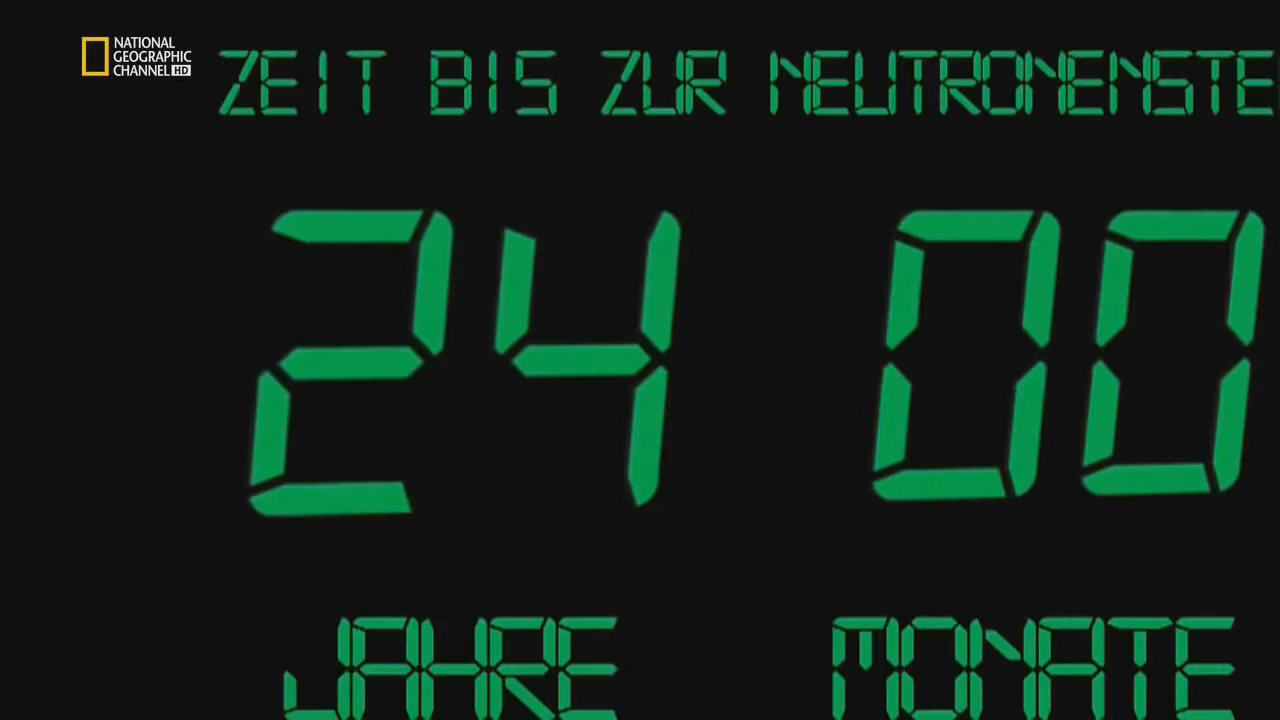 NATIONAL
GEOGRAPHIC
CHANNEL HD
ZEIT BIS ZUR NEUTRONENSTE
24 00
JAHRE MONATE